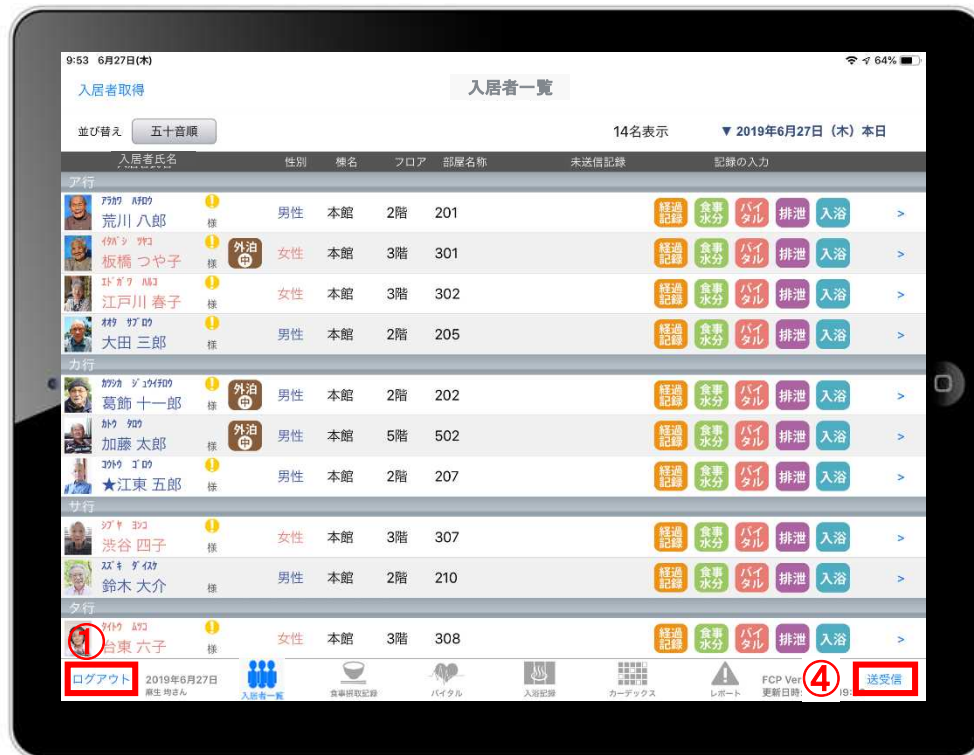 9:53 6月27日(木) 64%
入居者取得 入居者一覧
並び替え 五十音順 14名表示 ▼ 2019年6月27日（木）本日
入居者氏名 性別 棟名 フロア 部屋名称 未送信記録 記録の入力
ア行
アラカワ ハチロウ
荒川 八郎 様 男性 本館 2階 201 経過記録 食事水分 バイタル 排泄 入浴 >
イタバシ ツヤコ
板橋 つや子 様 外泊中 女性 本館 3階 301 経過記録 食事水分 バイタル 排泄 入浴 >
エドガワ ハルコ
江戸川 春子 様 女性 本館 3階 302 経過記録 食事水分 バイタル 排泄 入浴 >
オオタ サブロウ
大田 三郎 様 男性 本館 2階 205 経過記録 食事水分 バイタル 排泄 入浴 >
カ行
カツシカ ジュウイチロウ
葛飾 十一郎 様 外泊中 男性 本館 2階 202 経過記録 食事水分 バイタル 排泄 入浴 >
カトウ タロウ
加藤 太郎 様 外泊中 男性 本館 5階 502 経過記録 食事水分 バイタル 排泄 入浴 >
コウトウ ゴロウ
★江東 五郎 様 男性 本館 2階 207 経過記録 食事水分 バイタル 排泄 入浴 >
サ行
シブヤ ヨシコ
渋谷 四子 様 女性 本館 3階 307 経過記録 食事水分 バイタル 排泄 入浴 >
スズキ ダイスケ
鈴木 大介 様 男性 本館 2階 210 経過記録 食事水分 バイタル 排泄 入浴 >
タ行
タイトウ ムツコ
① 台東 六子 様 女性 本館 3階 308 経過記録 食事水分 バイタル 排泄 入浴 >
ログアウト 2019年6月27日 FCP Ver ④ 送受信
麻生 均さん 入居者一覧 食事摂取記録 バイタル 入浴記録 カーデックス レポート 更新日時: